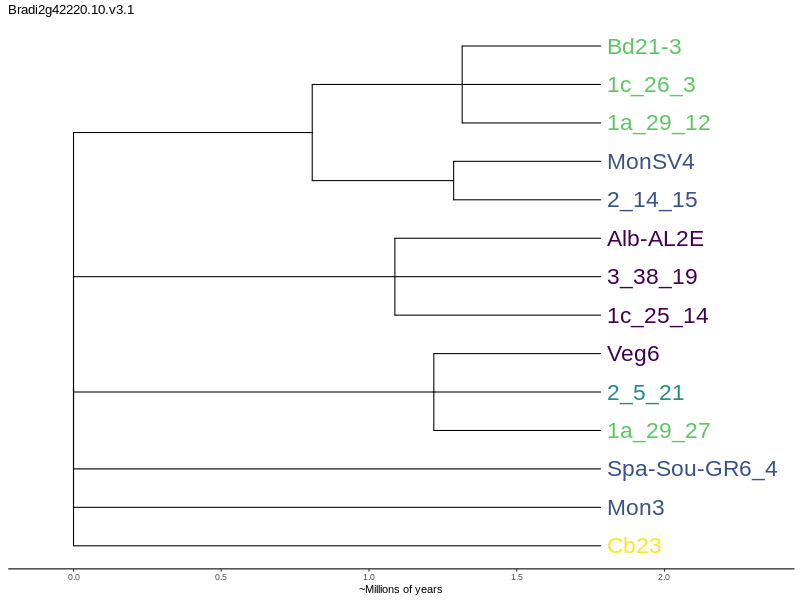 Bradi2g42220.10.v3.1
Bd21-3
1c_26_3
1a_29_12
MonSV4
2_14_15
Alb-AL2E
3_38_19
1c_25_14
Veg6
2_5_21
1a_29_27
Spa-Sou-GR6_4
Mon3
Cb23
0.0 0.5 1.0 1.5 2.0
~Millions of years